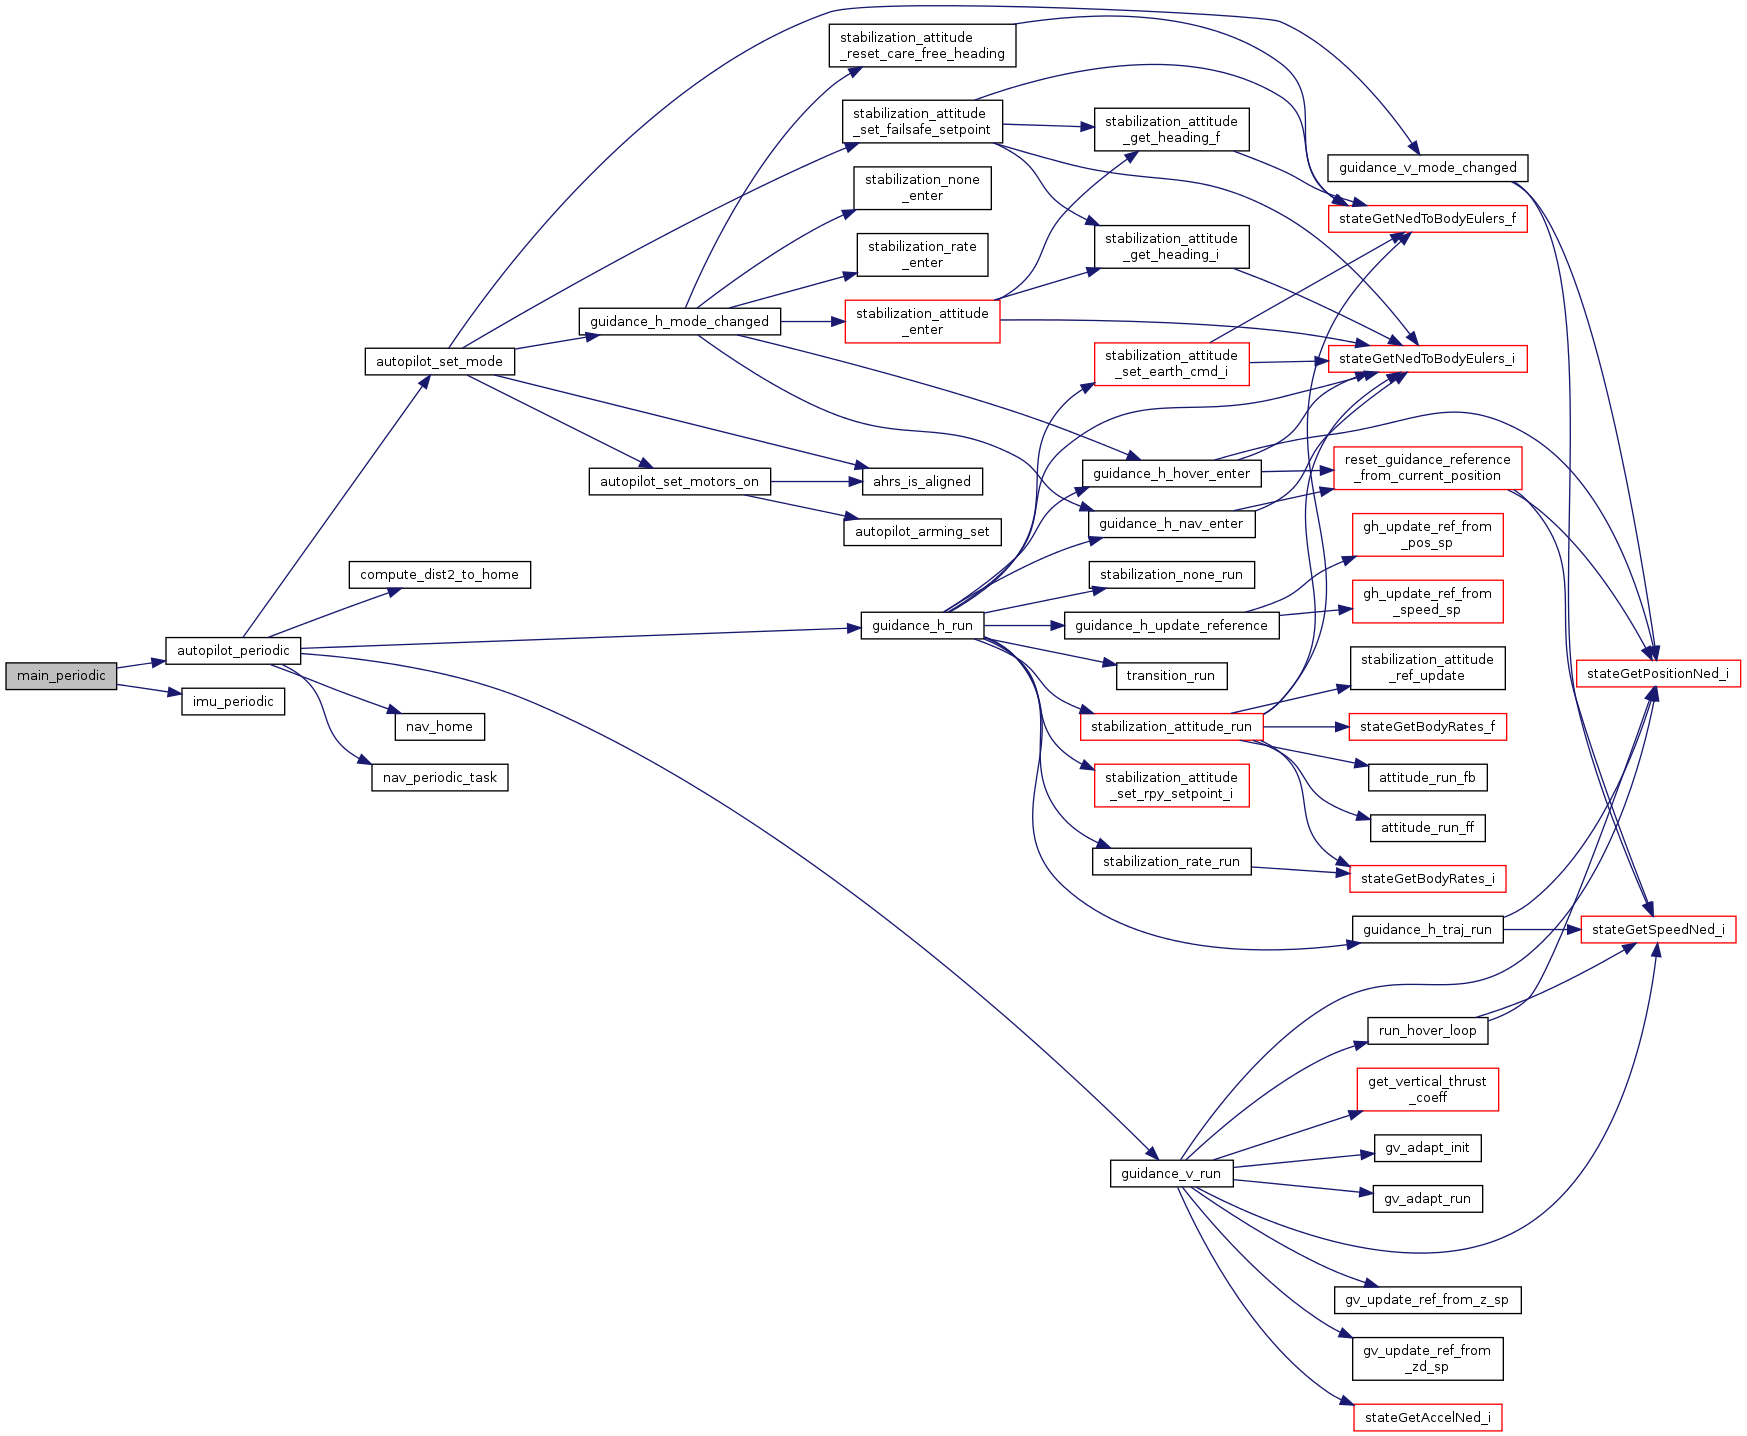 main_periodic
autopilot_periodic
imu_periodic
autopilot_set_mode
compute_dist2_to_home
nav_home
nav_periodic_task
guidance_h_mode_changed
autopilot_set_motors_on
stabilization_attitude
_reset_care_free_heading
stabilization_attitude
_set_failsafe_setpoint
stabilization_none
_enter
stabilization_rate
_enter
stabilization_attitude
_enter
ahrs_is_aligned
autopilot_arming_set
guidance_h_run
stabilization_attitude
_get_heading_f
stabilization_attitude
_get_heading_i
stabilization_attitude
_set_earth_cmd_i
guidance_h_hover_enter
guidance_h_nav_enter
stabilization_none_run
guidance_h_update_reference
transition_run
stabilization_attitude_run
stabilization_attitude
_set_rpy_setpoint_i
stabilization_rate_run
guidance_v_run
guidance_v_mode_changed
stateGetNedToBodyEulers_f
stateGetNedToBodyEulers_i
reset_guidance_reference
_from_current_position
gh_update_ref_from
_pos_sp
gh_update_ref_from
_speed_sp
stabilization_attitude
_ref_update
stateGetBodyRates_f
attitude_run_fb
attitude_run_ff
stateGetBodyRates_i
guidance_h_traj_run
run_hover_loop
get_vertical_thrust
_coeff
gv_adapt_init
gv_adapt_run
gv_update_ref_from_z_sp
gv_update_ref_from
_zd_sp
stateGetAccelNed_i
stateGetPositionNed_i
stateGetSpeedNed_i